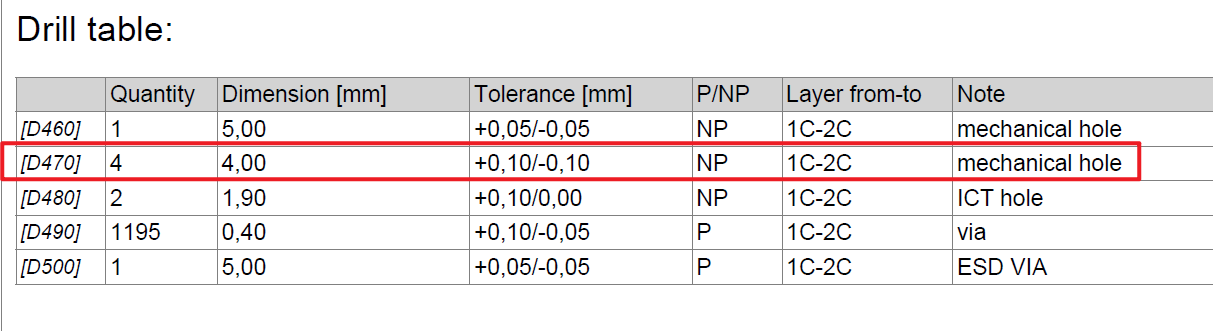 Drill table:
Quantity Dimension [mm] Tolerance [mm] P/NP Layer from-to Note
[D460] 1 5,00 +0,05/-0,05 NP 1C-2C mechanical hole
[D470] 4 4,00 +0,10/-0,10 NP 1C-2C mechanical hole
[D480] 2 1,90 +0,10/0,00 NP 1C-2C ICT hole
[D490] 1195 0,40 +0,10/-0,05 P 1C-2C via
[D500] 1 5,00 +0,05/-0,05 P 1C-2C ESD VIA